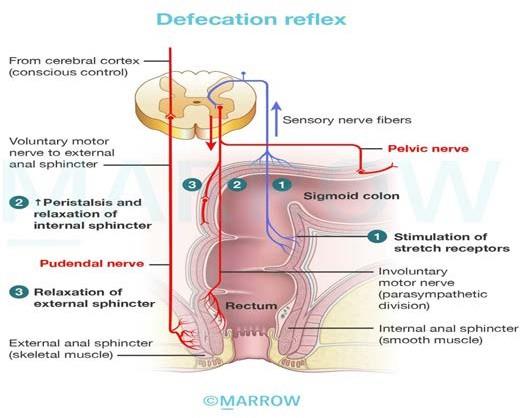 Defecation reflex
From cerebral cortex
(conscious control)
Sensory nerve fibers
Voluntary motor
nerve to external
anal sphincter
Pelvic nerve
3
2
1
Sigmoid colon
2 ↑Peristalsis and
relaxation of
internal sphincter
1 Stimulation of
stretch receptors
Pudendal nerve
Involuntary
motor nerve
(parasympathetic
division)
3 Relaxation of
external sphincter
Rectum
Internal anal sphincter
(smooth muscle)
External anal sphincter
(skeletal muscle)
MARROW
©MARROW